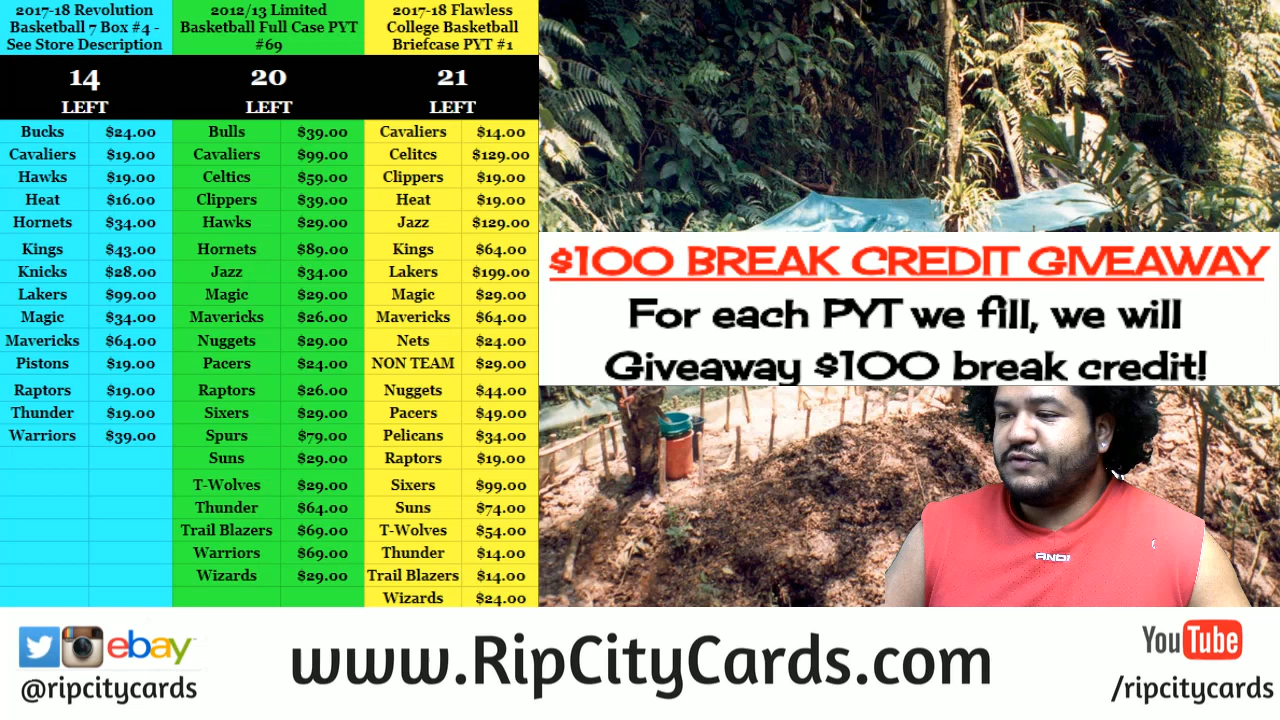 2017-18 Revolution
Basketball 7 Box #4 -
See Store Description
14
LEFT
Bucks $24.00
Cavaliers $19.00
Hawks $19.00
Heat $16.00
Hornets $34.00
Kings $43.00
Knicks $28.00
Lakers $99.00
Magic $34.00
Mavericks $64.00
Pistons $19.00
Raptors $19.00
Thunder $19.00
Warriors $39.00
2012/13 Limited
Basketball Full Case PYT
#69
20
LEFT
Bulls $39.00
Cavaliers $99.00
Celtics $59.00
Clippers $39.00
Hawks $29.00
Hornets $89.00
Jazz $34.00
Magic $29.00
Mavericks $26.00
Nuggets $29.00
Pacers $24.00
Raptors $26.00
Sixers $29.00
Spurs $79.00
Suns $29.00
T-Wolves $29.00
Thunder $64.00
Trail Blazers $69.00
Warriors $69.00
Wizards $29.00
2017-18 Flawless
College Basketball
Briefcase PYT #1
21
LEFT
Cavaliers $14.00
Celitcs $129.00
Clippers $19.00
Heat $19.00
Jazz $129.00
Kings $64.00
Lakers $199.00
Magic $29.00
Mavericks $64.00
Nets $24.00
NON TEAM $29.00
Nuggets $44.00
Pacers $49.00
Pelicans $34.00
Raptors $19.00
Sixers $99.00
Suns $74.00
T-Wolves $54.00
Thunder $14.00
Trail Blazers $14.00
Wizards $24.00
$100 BREAK CREDIT GIVEAWAY
For each PYT we fill, we will
Giveaway $100 break credit!
AND1
ebay
@ripcitycards
www.RipCityCards.com
YouTube
/ripcitycards